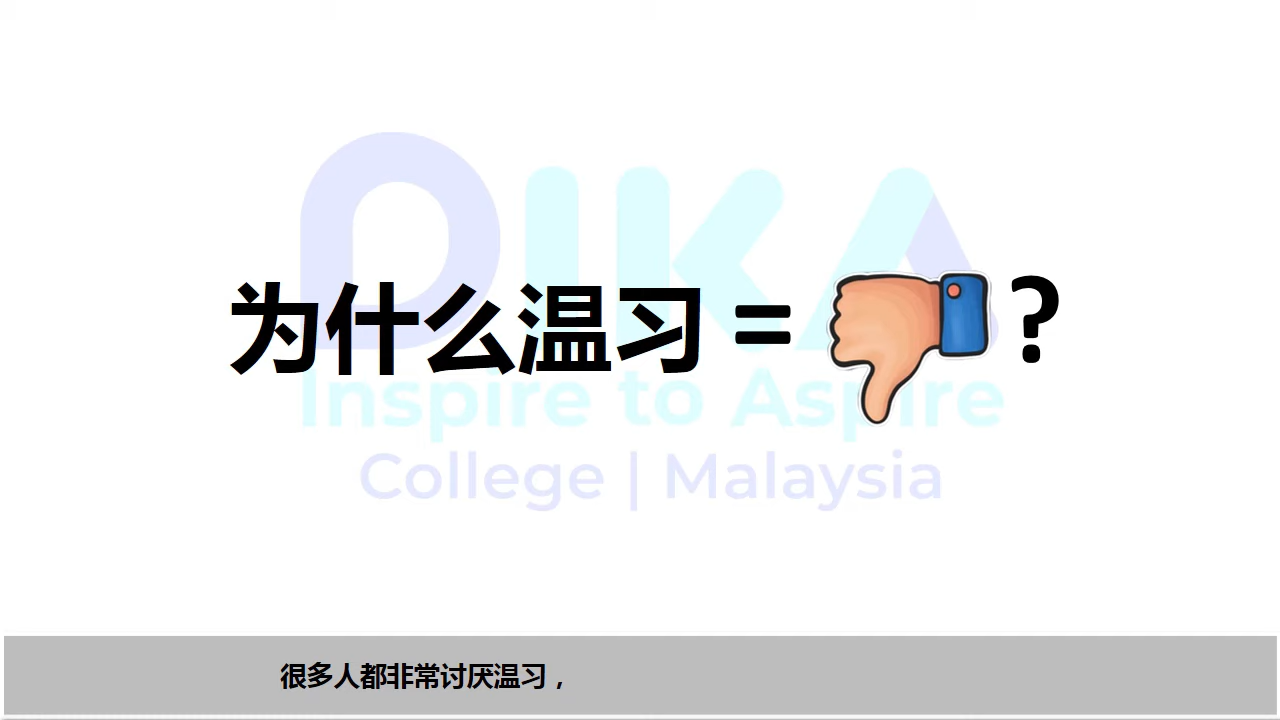 DIKA
为什么温习 = ?
Inspire to Aspire
College | Malaysia
很多人都非常讨厌温习，